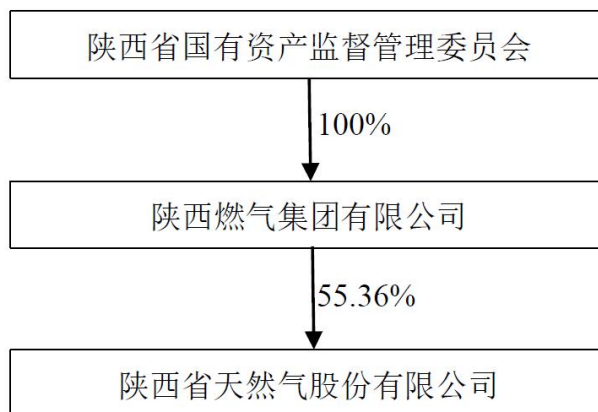 陕西省国有资产监督管理委员会
100%
陕西燃气集团有限公司
55.36%
陕西省天然气股份有限公司